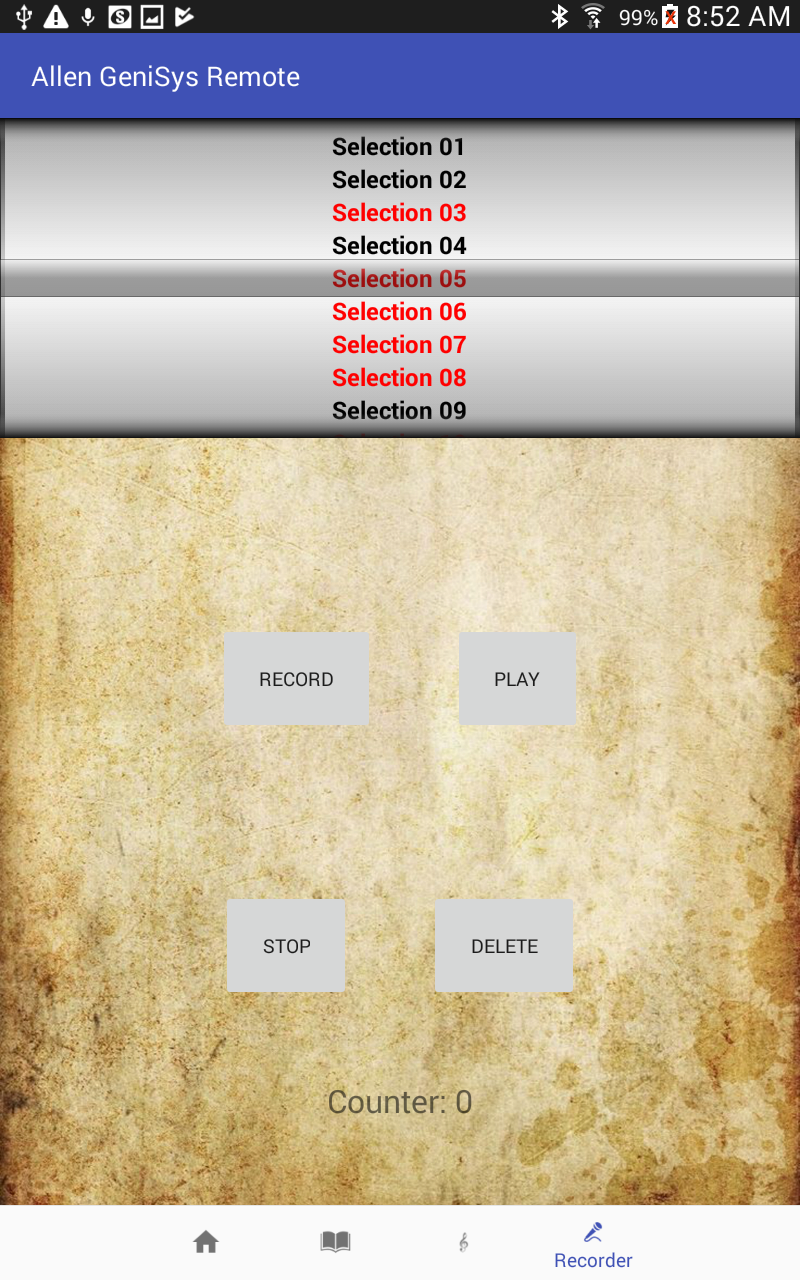 99% 8:52 AM
Allen GeniSys Remote
Selection 01
Selection 02
Selection 03
Selection 04
Selection 05
Selection 06
Selection 07
Selection 08
Selection 09
RECORD PLAY
STOP DELETE
Counter: 0
Recorder